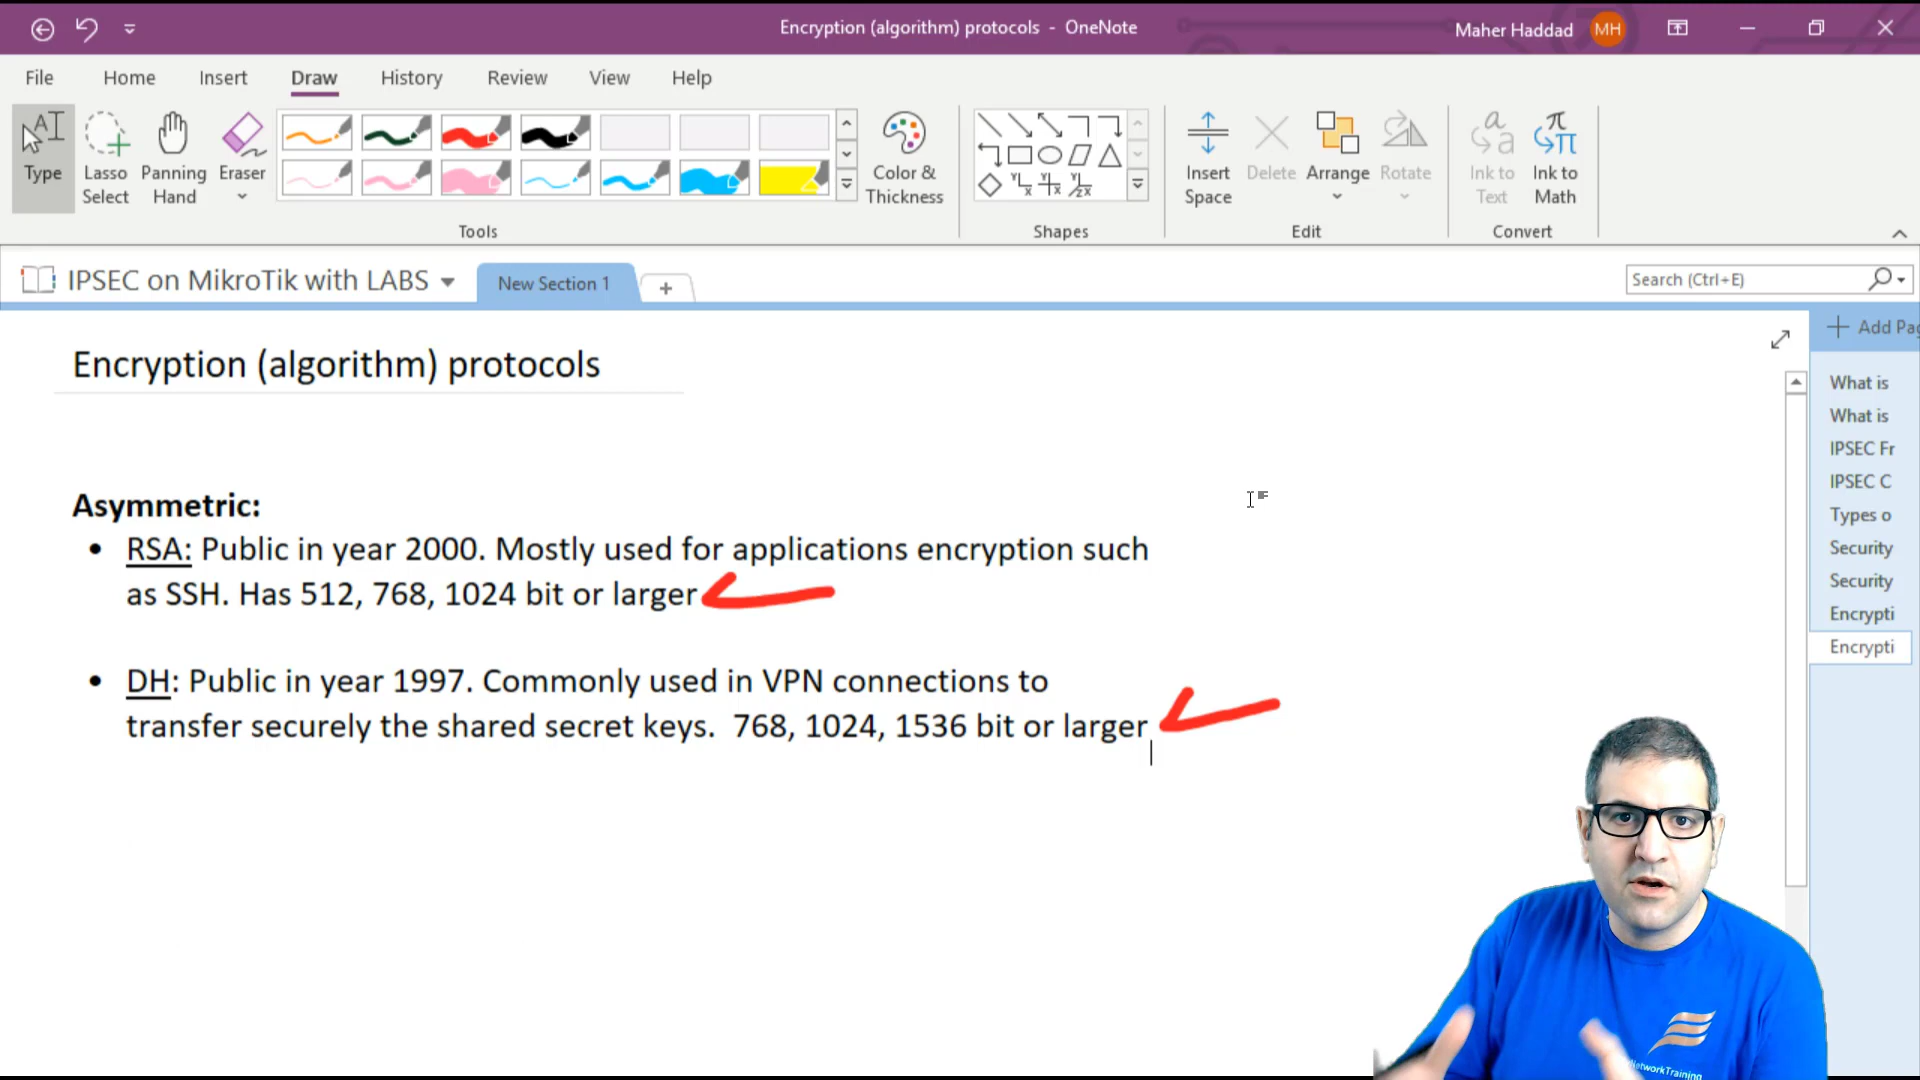 Encryption (algorithm) protocols - OneNote
Maher Haddad MH
File Home Insert Draw History Review View Help
Type
Lasso Select
Panning Hand
Eraser
Color & Thickness
Insert Space
Delete
Arrange
Rotate
Ink to Text
Ink to Math
Tools
Shapes
Edit
Convert
IPSEC on MikroTik with LABS
New Section 1
Search (Ctrl+E)
Encryption (algorithm) protocols
Asymmetric:
• RSA: Public in year 2000. Mostly used for applications encryption such
as SSH. Has 512, 768, 1024 bit or larger
• DH: Public in year 1997. Commonly used in VPN connections to
transfer securely the shared secret keys. 768, 1024, 1536 bit or larger
Add Pag
What is
What is
IPSEC Fr
IPSEC C
Types o
Security
Security
Encrypti
Encrypti
NetworkTraining